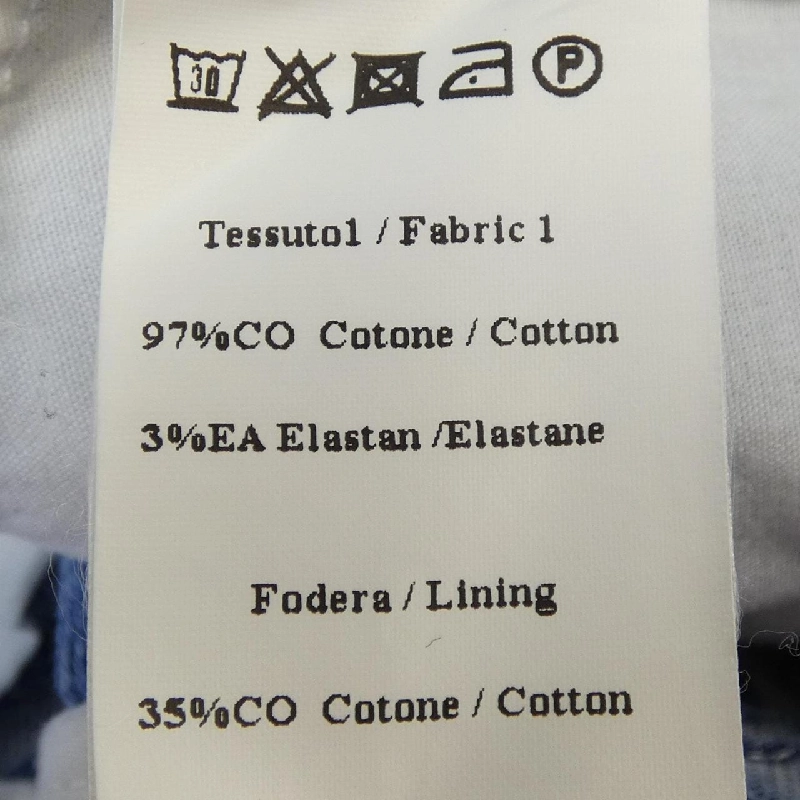 30 P
Tessuto1 / Fabric 1
97%CO Cotone / Cotton
3%EA Elastan /Elastane
Fodera / Lining
35%CO Cotone / Cotton